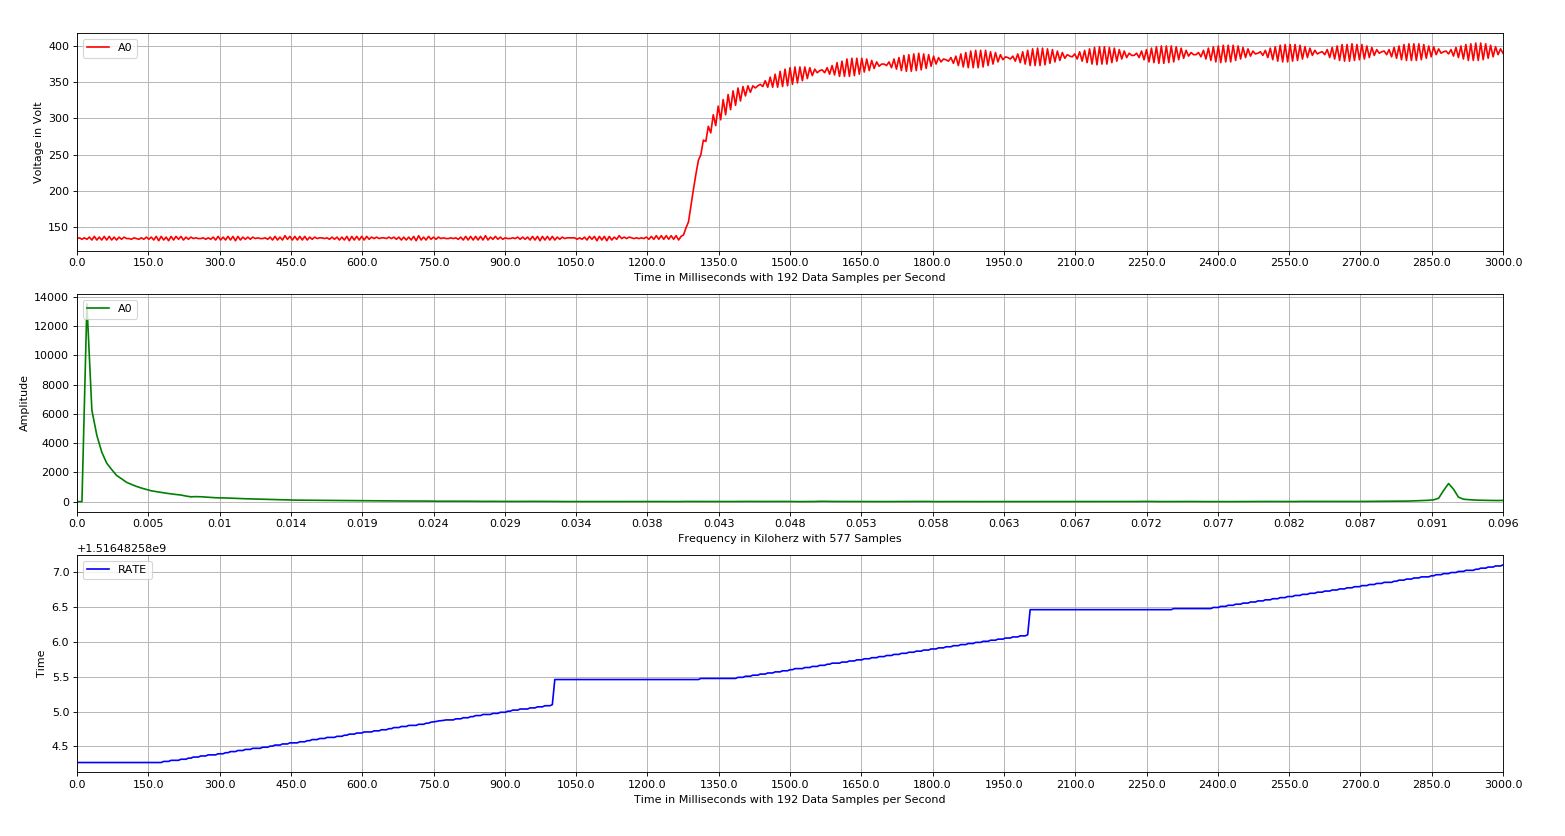 A0
400
350
300
250
200
150
Voltage in Volt
0.0 150.0 300.0 450.0 600.0 750.0 900.0 1050.0 1200.0 1350.0 1500.0 1650.0 1800.0 1950.0 2100.0 2250.0 2400.0 2550.0 2700.0 2850.0 3000.0
Time in Milliseconds with 192 Data Samples per Second
A0
14000
12000
10000
8000
6000
4000
2000
0
Amplitude
0.0 0.005 0.01 0.014 0.019 0.024 0.029 0.034 0.038 0.043 0.048 0.053 0.058 0.063 0.067 0.072 0.077 0.082 0.087 0.091 0.096
Frequency in Kiloherz with 577 Samples
+1.51648258e9
RATE
7.0
6.5
6.0
5.5
5.0
4.5
Time
0.0 150.0 300.0 450.0 600.0 750.0 900.0 1050.0 1200.0 1350.0 1500.0 1650.0 1800.0 1950.0 2100.0 2250.0 2400.0 2550.0 2700.0 2850.0 3000.0
Time in Milliseconds with 192 Data Samples per Second